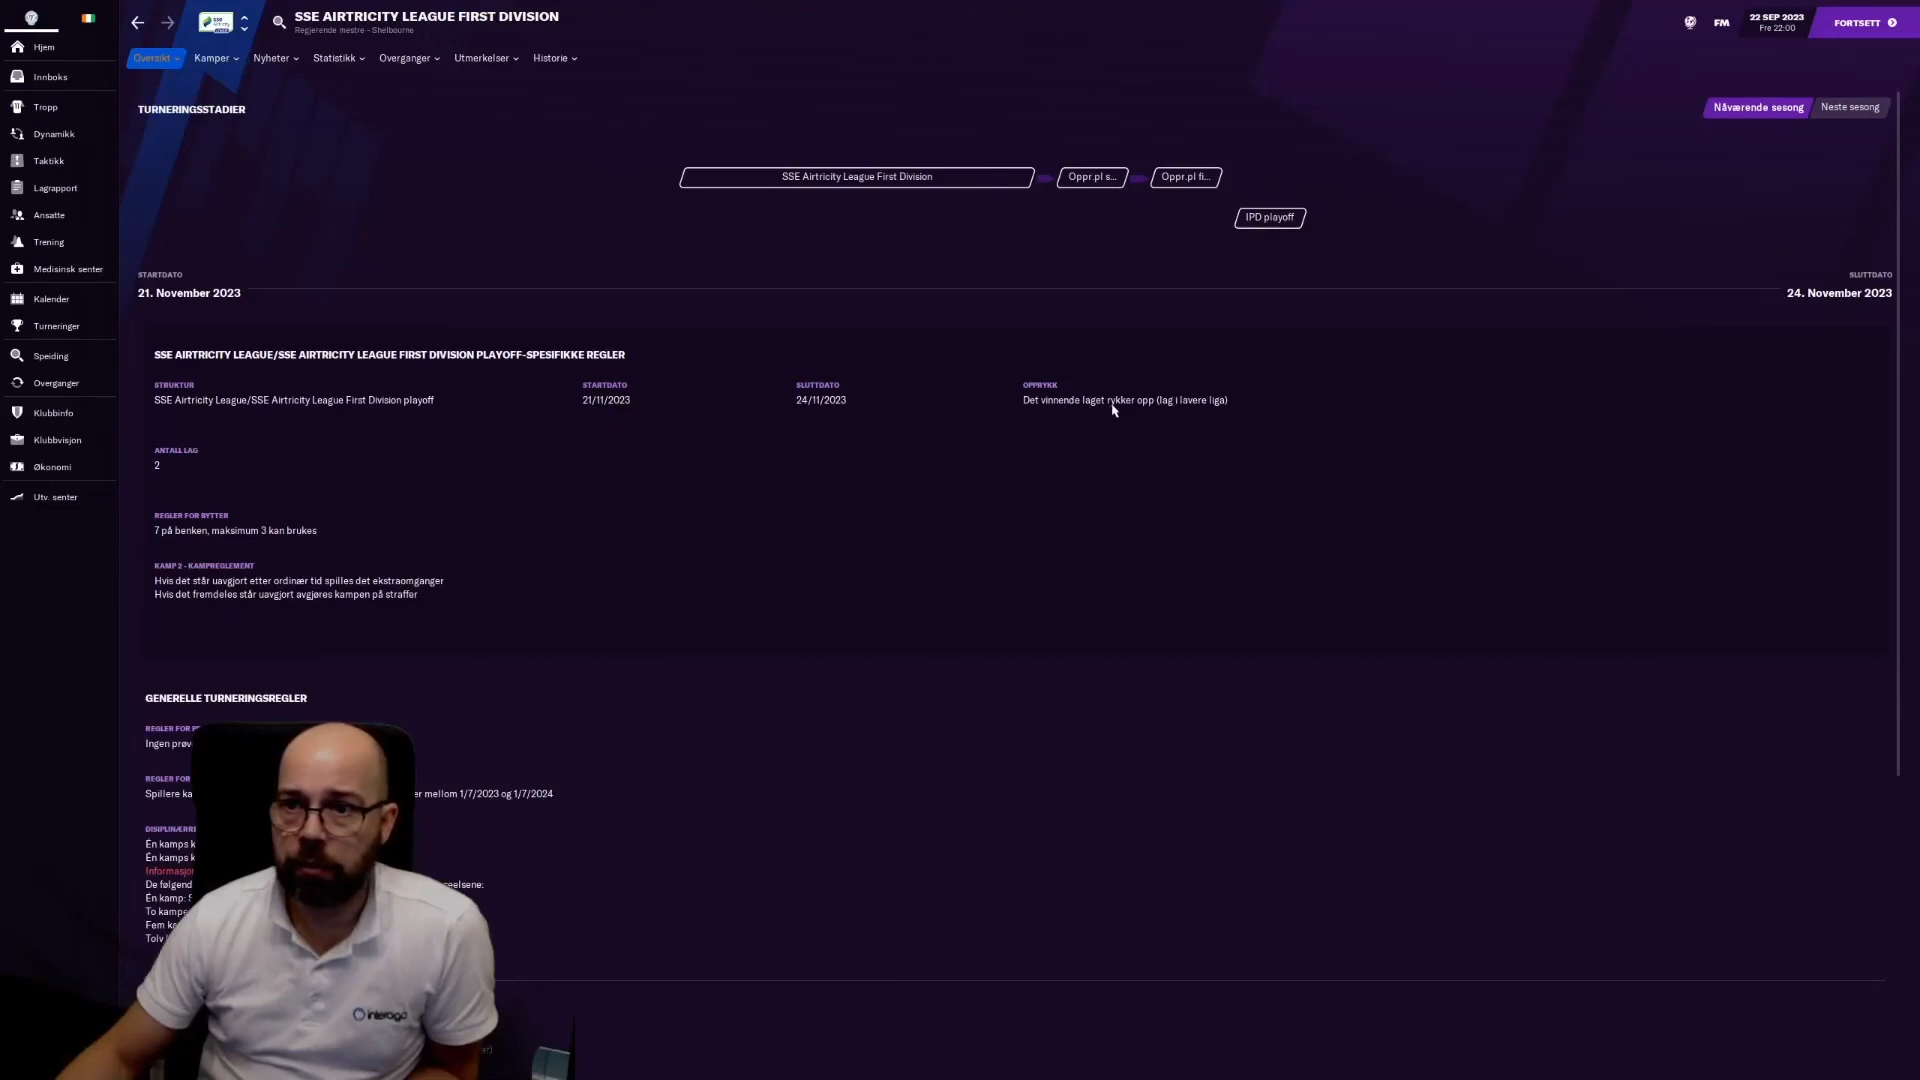 SSE AIRTRICITY LEAGUE FIRST DIVISION
Regjerende mestre - Shelbourne
FM
22 SEP 2023
Fre 22:00
FORTSETT
Hjem
Innboks
Tropp
Dynamikk
Taktikk
Lagrapport
Ansatte
Trening
Medisinsk senter
Kalender
Turneringer
Speiding
Overganger
Klubbinfo
Klubbvisjon
Økonomi
Utv. senter
Oversikt Kamper Nyheter Statistikk Overganger Utmerkelser Historie
TURNERINGSSTADIER
Nåværende sesong Neste sesong
SSE Airtricity League First Division Oppr.pl s... Oppr.pl fi...
IPD playoff
STARTDATO SLUTTDATO
21. November 2023 24. November 2023
SSE AIRTRICITY LEAGUE/SSE AIRTRICITY LEAGUE FIRST DIVISION PLAYOFF-SPESIFIKKE REGLER
STRUKTUR STARTDATO SLUTTDATO OPPRYKK
SSE Airtricity League/SSE Airtricity League First Division playoff 21/11/2023 24/11/2023 Det vinnende laget rykker opp (lag i lavere liga)
ANTALL LAG
2
REGLER FOR BYTTER
7 på benken, maksimum 3 kan brukes
KAMP 2 - KAMPREGLEMENT
Hvis det står uavgjort etter ordinær tid spilles det ekstraomganger
Hvis det fremdeles står uavgjort avgjøres kampen på straffer
GENERELLE TURNERINGSREGLER
REGLER FOR
Ingen
REGLER FOR
Spillere mellom 1/7/2023 og 1/7/2024
Én kamps
Én kamps
De
Én kamp:
To
Fem
interogo